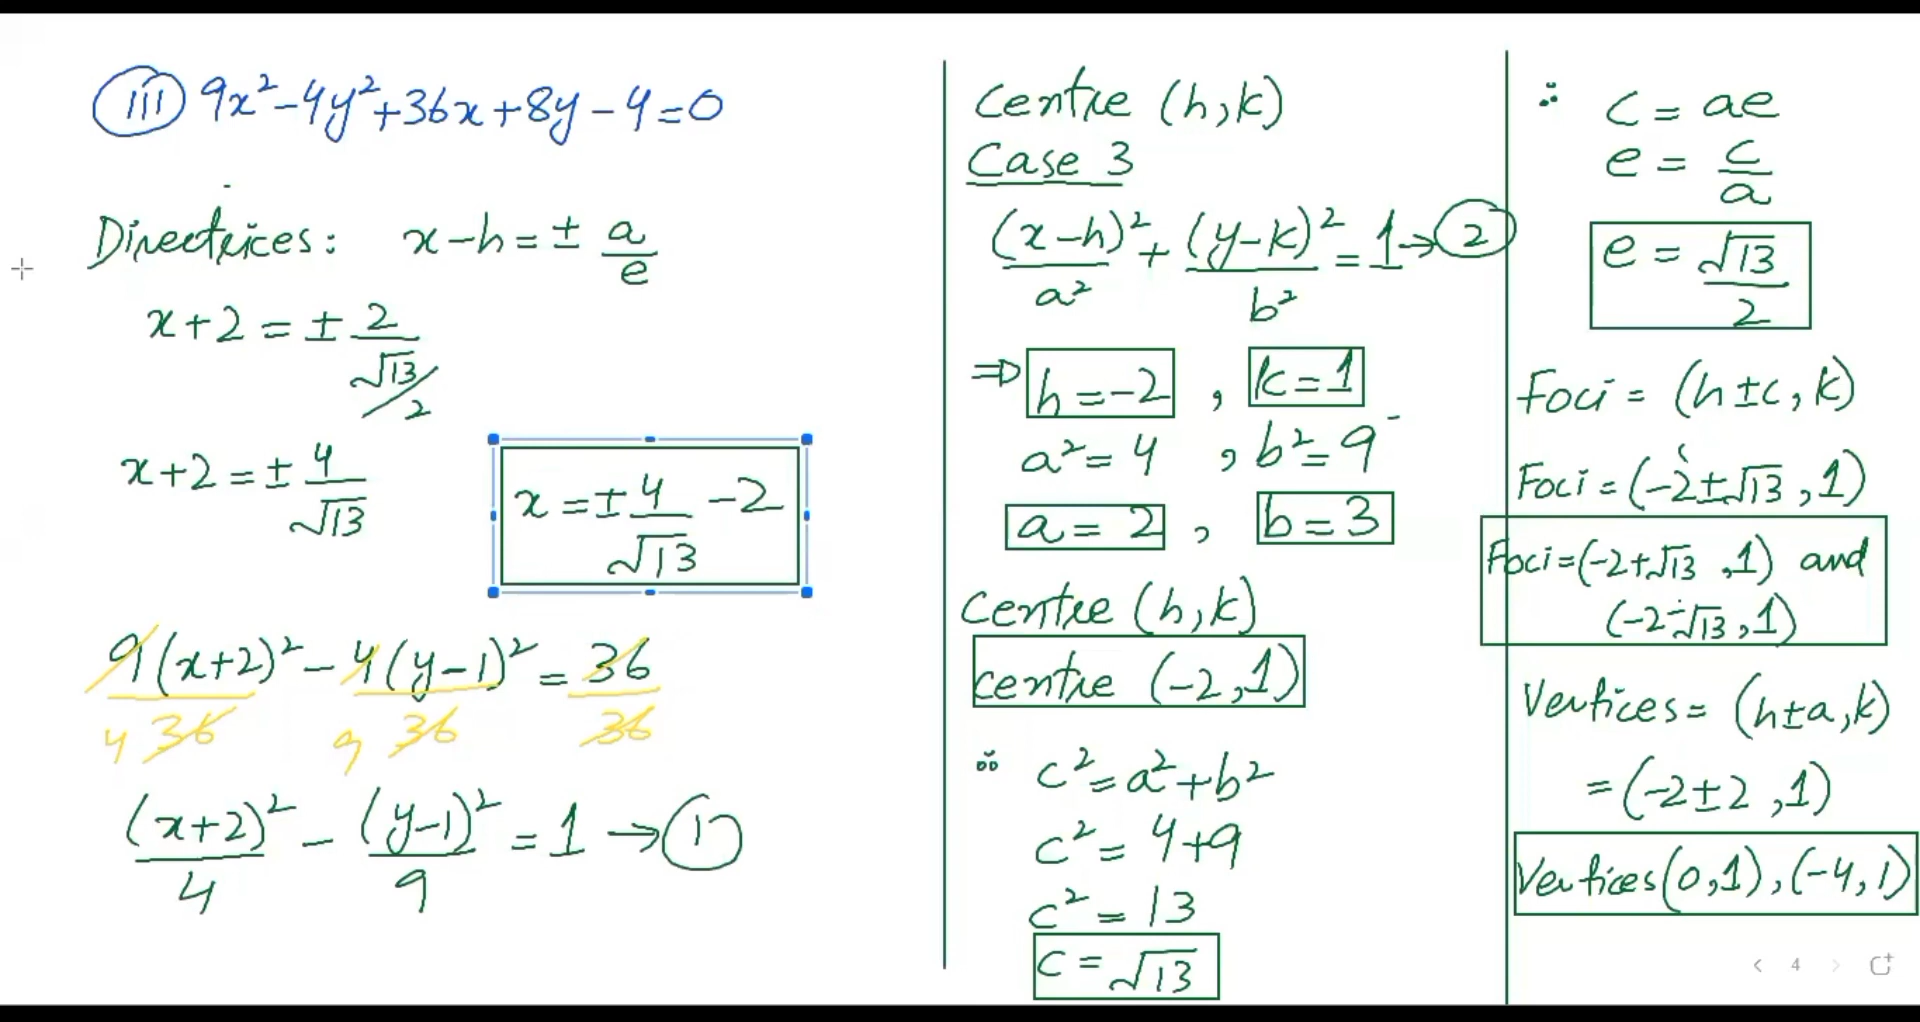 (iii) 9x²-4y²+36x+8y-4=0
Directrices: x-h=± a/e
x+2=± 2/(√13/2)
x+2=± 4/√13
x=± 4/√13 -2
9(x+2)²/36 - 4(y-1)²/36 = 36/36
4 9
(x+2)²/4 - (y-1)²/9 = 1 → (1)
Centre (h,k)
Case 3
(x-h)²/a² + (y-k)²/b² = 1 → (2)
⇒ h=-2 , k=1
a²=4 , b²=9
a=2 , b=3
Centre (h,k)
Centre (-2,1)
∵ c²=a²+b²
c²=4+9
c²=13
c=√13
∵ c=ae
e=c/a
e=√13/2
Foci=(h±c,k)
Foci=(-2±√13,1)
Foci=(-2+√13,1) and
(-2-√13,1)
Vertices=(h±a,k)
=(-2±2,1)
Vertices(0,1),(-4,1)
< 4 >